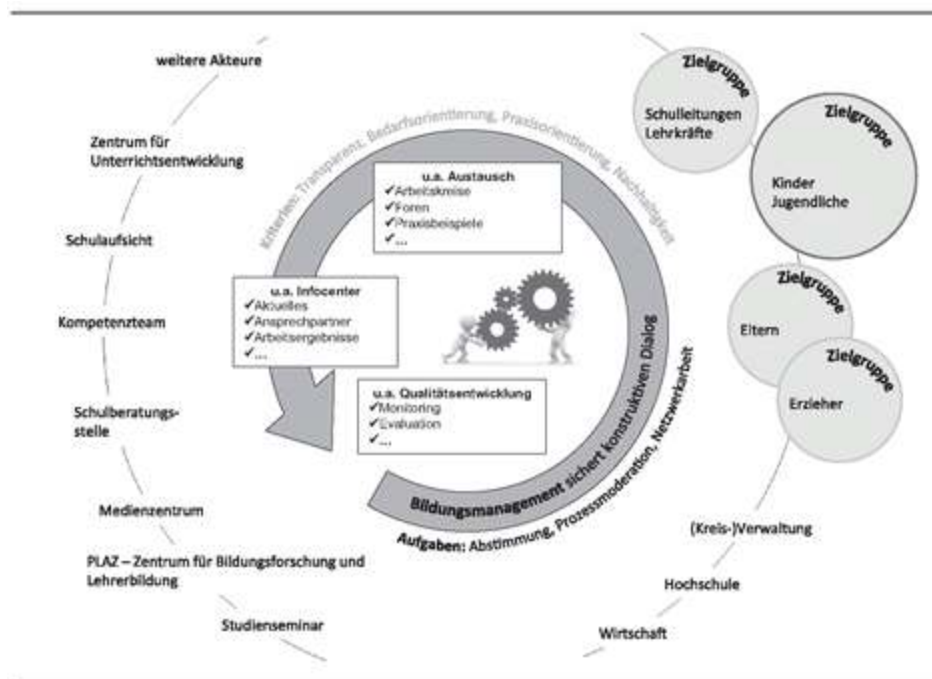 weitere Akteure
Zentrum für
Unterrichtsentwicklung
Schulaufsicht
Kompetenzteam
Schulberatungs-
stelle
Medienzentrum
PLAZ – Zentrum für Bildungsforschung und
Lehrerbildung
Studienseminar
Kriterien: Transparenz, Bedarfsorientierung, Praxisorientierung, Nachhaltigkeit
u.a. Austausch
✓Arbeitskreise
✓Foren
✓Praxisbeispiele
✓...
u.a. Infocenter
✓Aktuelles
✓Ansprechpartner
✓Arbeitsergebnisse
✓...
u.a. Qualitätsentwicklung
✓Monitoring
✓Evaluation
✓...
Bildungsmanagement sichert konstruktiven Dialog
Aufgaben: Abstimmung, Prozessmoderation, Netzwerkarbeit
Zielgruppe
Schulleitungen
Lehrkräfte
Zielgruppe
Kinder
Jugendliche
Zielgruppe
Eltern
Zielgruppe
Erzieher
(Kreis-)Verwaltung
Hochschule
Wirtschaft